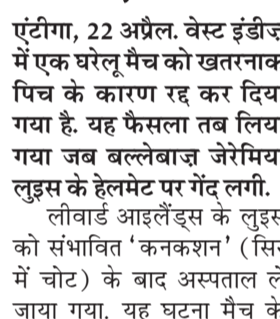 एंटीगा, 22 अप्रैल. वेस्ट इंडीज़
में एक घरेलू मैच को खतरनाक
पिच के कारण रद्द कर दिय
गया है. यह फैसला तब लिय
गया जब बल्लेबाज़ जेरेमिय
लुइस के हेलमेट पर गेंद लगी.
लीवार्ड आइलैंड्स के लुइस
को संभावित ‘कनकशन’ (सि
में चोट) के बाद अस्पताल ले
जाया गया. यह घटना मैच के